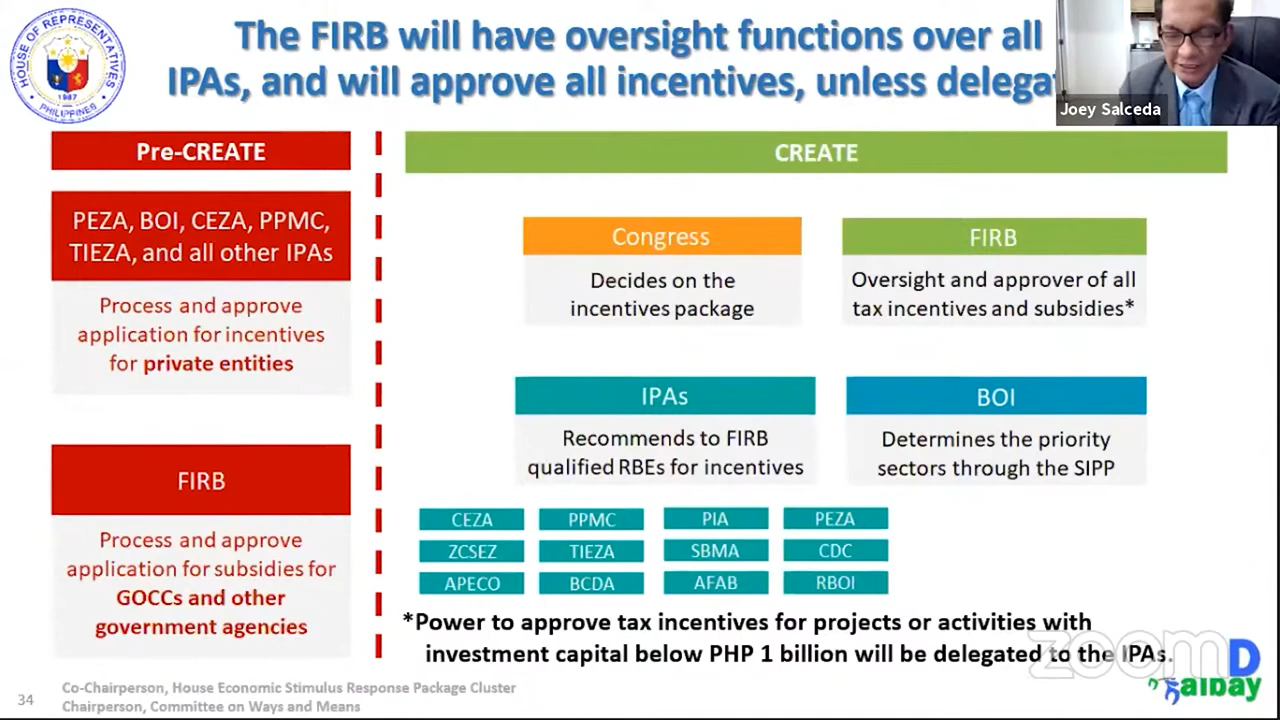 The FIRB will have oversight functions over all
IPAs, and will approve all incentives, unless delega
Joey Salceda
HOUSE OF REPRESENTATIVES
1987
PHILIPPINES
Pre-CREATE
PEZA, BOI, CEZA, PPMC,
TIEZA, and all other IPAs
Process and approve
application for incentives
for private entities
FIRB
Process and approve
application for subsidies for
GOCCs and other
government agencies
CREATE
Congress
Decides on the
incentives package
FIRB
Oversight and approver of all
tax incentives and subsidies*
IPAs
Recommends to FIRB
qualified RBEs for incentives
BOI
Determines the priority
sectors through the SIPP
CEZA PPMC PIA PEZA
ZCSEZ TIEZA SBMA CDC
APECO BCDA AFAB RBOI
*Power to approve tax incentives for projects or activities with
investment capital below PHP 1 billion will be delegated to the IPAs.
zoom
34
Co-Chairperson, House Economic Stimulus Response Package Cluster
Chairperson, Committee on Ways and Means